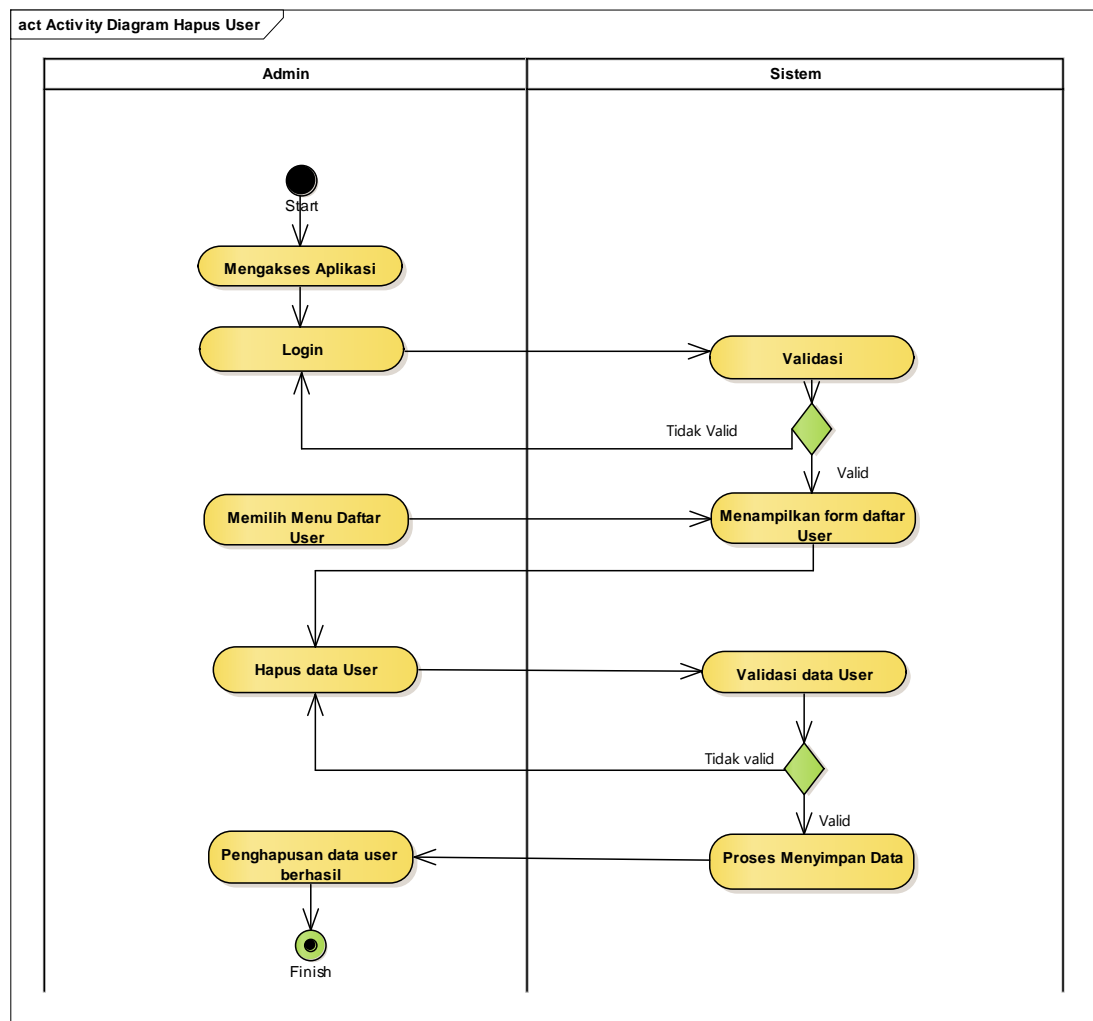 act Activity Diagram Hapus User
Admin
Sistem
Start
Mengakses Aplikasi
Login
Validasi
Tidak Valid
Valid
Memilih Menu Daftar
User
Menampilkan form daftar
User
Hapus data User
Validasi data User
Tidak valid
Valid
Penghapusan data user
berhasil
Proses Menyimpan Data
Finish